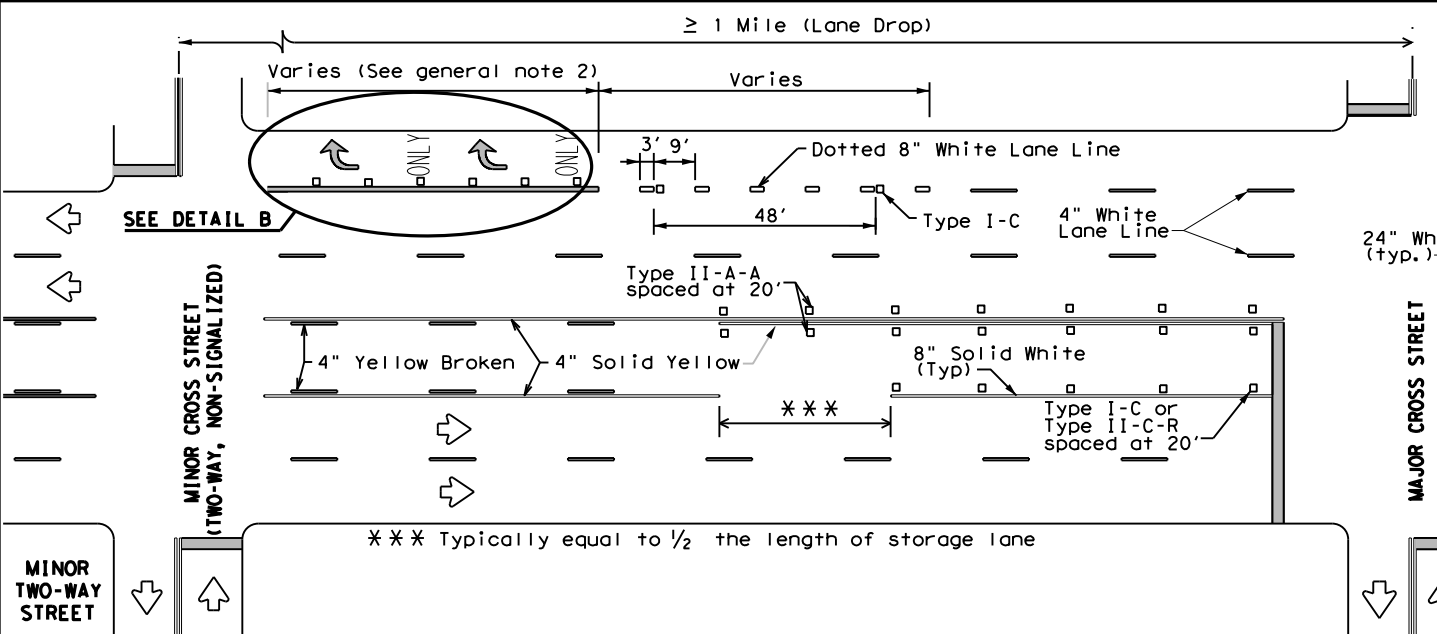 ≥ 1 Mile (Lane Drop)
Varies (See general note 2)
Varies
ONLY
ONLY
3'
9'
Dotted 8" White Lane Line
SEE DETAIL B
48'
Type I-C
4" White
Lane Line
24" Wh
(typ.)
Type II-A-A
spaced at 20'
MINOR CROSS STREET
(TWO-WAY, NON-SIGNALIZED)
4" Yellow Broken
4" Solid Yellow
8" Solid White
(Typ)
***
Type I-C or
Type II-C-R
spaced at 20'
MAJOR CROSS STREET
*** Typically equal to 1/2 the length of storage lane
MINOR
TWO-WAY
STREET